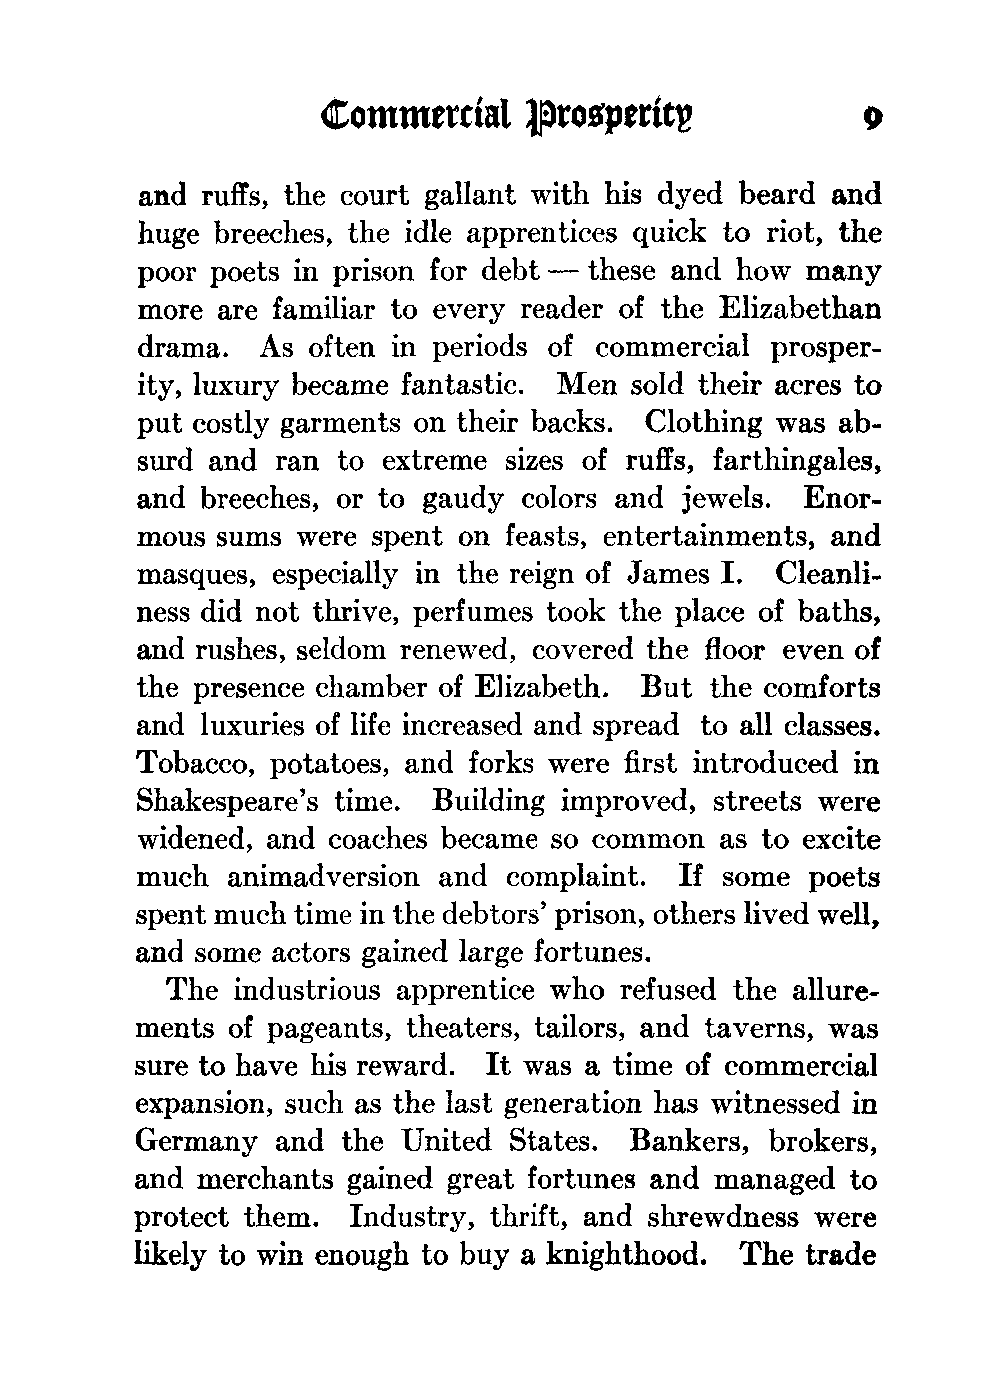 Commercial Prosperity 9
and ruffs, the court gallant with his dyed beard and
huge breeches, the idle apprentices quick to riot, the
poor poets in prison for debt — these and how many
more are familiar to every reader of the Elizabethan
drama. As often in periods of commercial prosper-
ity, luxury became fantastic. Men sold their acres to
put costly garments on their backs. Clothing was ab-
surd and ran to extreme sizes of ruffs, farthingales,
and breeches, or to gaudy colors and jewels. Enor-
mous sums were spent on feasts, entertainments, and
masques, especially in the reign of James I. Cleanli-
ness did not thrive, perfumes took the place of baths,
and rushes, seldom renewed, covered the floor even of
the presence chamber of Elizabeth. But the comforts
and luxuries of life increased and spread to all classes.
Tobacco, potatoes, and forks were first introduced in
Shakespeare's time. Building improved, streets were
widened, and coaches became so common as to excite
much animadversion and complaint. If some poets
spent much time in the debtors' prison, others lived well,
and some actors gained large fortunes.
The industrious apprentice who refused the allure-
ments of pageants, theaters, tailors, and taverns, was
sure to have his reward. It was a time of commercial
expansion, such as the last generation has witnessed in
Germany and the United States. Bankers, brokers,
and merchants gained great fortunes and managed to
protect them. Industry, thrift, and shrewdness were
likely to win enough to buy a knighthood. The trade